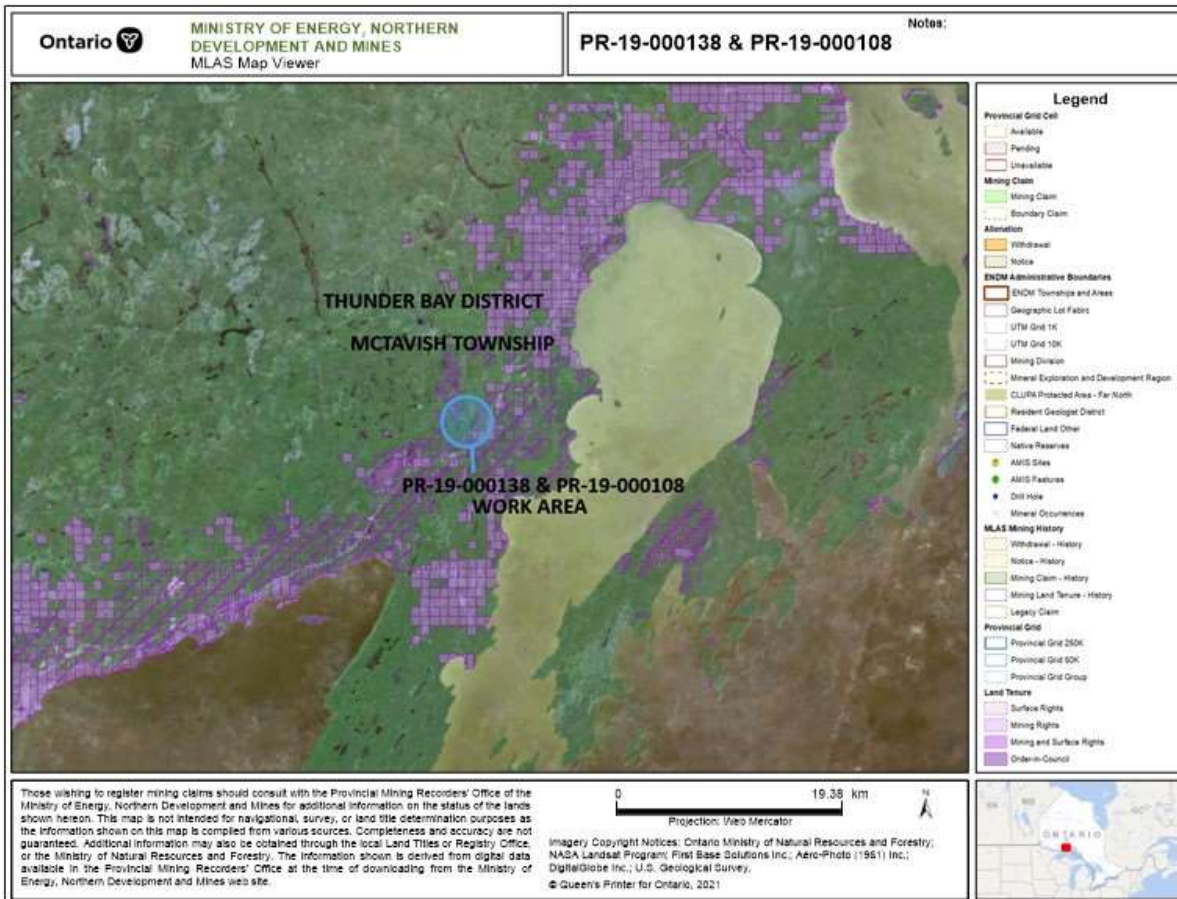 Ontario
MINISTRY OF ENERGY, NORTHERN
DEVELOPMENT AND MINES
MLAS Map Viewer
Notes:
PR-19-000138 & PR-19-000108
THUNDER BAY DISTRICT
MCTAVISH TOWNSHIP
PR-19-000138 & PR-19-000108
WORK AREA
Legend
Provincial Grid Cell
Available
Pending
Unavailable
Mining Claim
Mining Claim
Boundary Claim
Alienation
Withdrawal
Notice
ENDM Administrative Boundaries
ENDM Townships and Areas
Geographic Lot Fabric
UTM Grid 1K
UTM Grid 10K
Mining Division
Mineral Exploration and Development Region
CLUPA Protected Area - Far North
Resident Geologist District
Federal Land Other
Native Reserves
AMIS Sites
AMIS Features
Drill Hole
Mineral Occurrences
MLAS Mining History
Withdrawal - History
Notice - History
Mining Claim - History
Mining Land Tenure - History
Legacy Claim
Provincial Grid
Provincial Grid 250K
Provincial Grid 50K
Provincial Grid Group
Land Tenure
Surface Rights
Mining Rights
Mining and Surface Rights
Order-in-Council
Those wishing to register mining claims should consult with the Provincial Mining Recorders' Office of the
Ministry of Energy, Northern Development and Mines for additional information on the status of the lands
shown hereon. This map is not intended for navigational, survey, or land title determination purposes as
the information shown on this map is compiled from various sources. Completeness and accuracy are not
guaranteed. Additional information may also be obtained through the local Land Titles or Registry Office,
or the Ministry of Natural Resources and Forestry. The information shown is derived from digital data
available in the Provincial Mining Recorders' Office at the time of downloading from the Ministry of
Energy, Northern Development and Mines web site.
0 19.38 km
N
Projection: Web Mercator
Imagery Copyright Notices: Ontario Ministry of Natural Resources and Forestry;
NASA Landsat Program; First Base Solutions Inc.; Aéro-Photo (1961) Inc.;
DigitalGlobe Inc.; U.S. Geological Survey.
© Queen's Printer for Ontario, 2021
ONTARIO